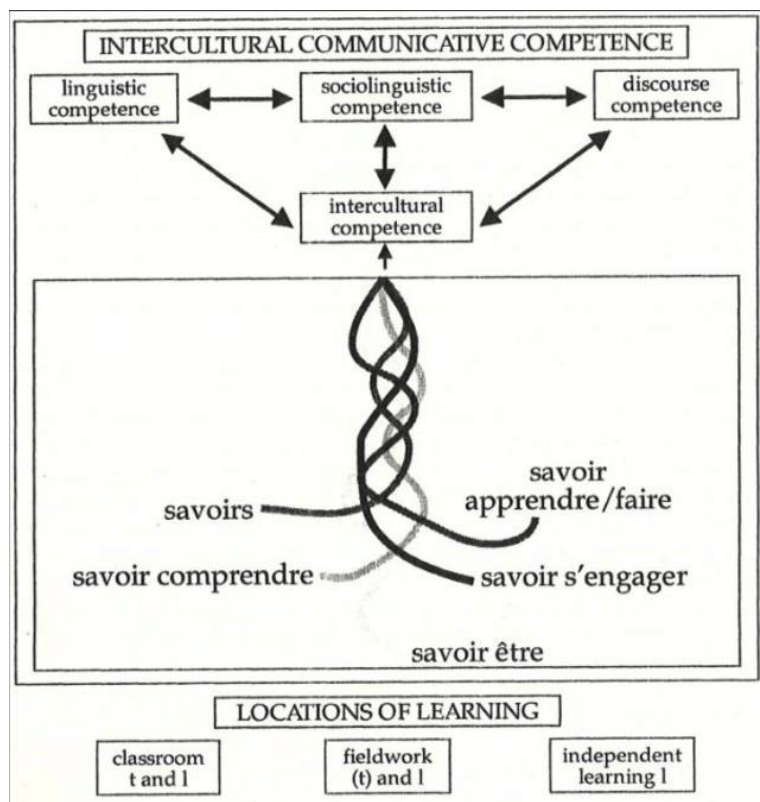 INTERCULTURAL COMMUNICATIVE COMPETENCE
linguistic
competence
sociolinguistic
competence
discourse
competence
intercultural
competence
savoirs
savoir
apprendre/faire
savoir comprendre
savoir s'engager
savoir être
LOCATIONS OF LEARNING
classroom
t and l
fieldwork
(t) and l
independent
learning l